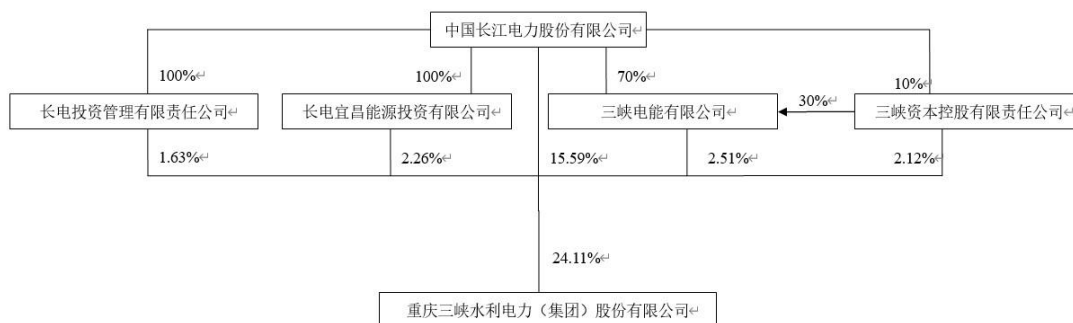 中国长江电力股份有限公司
100%
100%
70%
10%
长电投资管理有限责任公司
长电宜昌能源投资有限公司
三峡电能有限公司
30%
三峡资本控股有限责任公司
1.63%
2.26%
15.59%
2.51%
2.12%
24.11%
重庆三峡水利电力（集团）股份有限公司